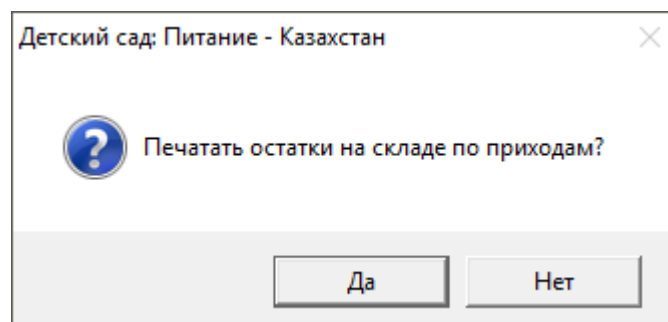 Детский сад: Питание - Казахстан
Печатать остатки на складе по приходам?
Да
Нет